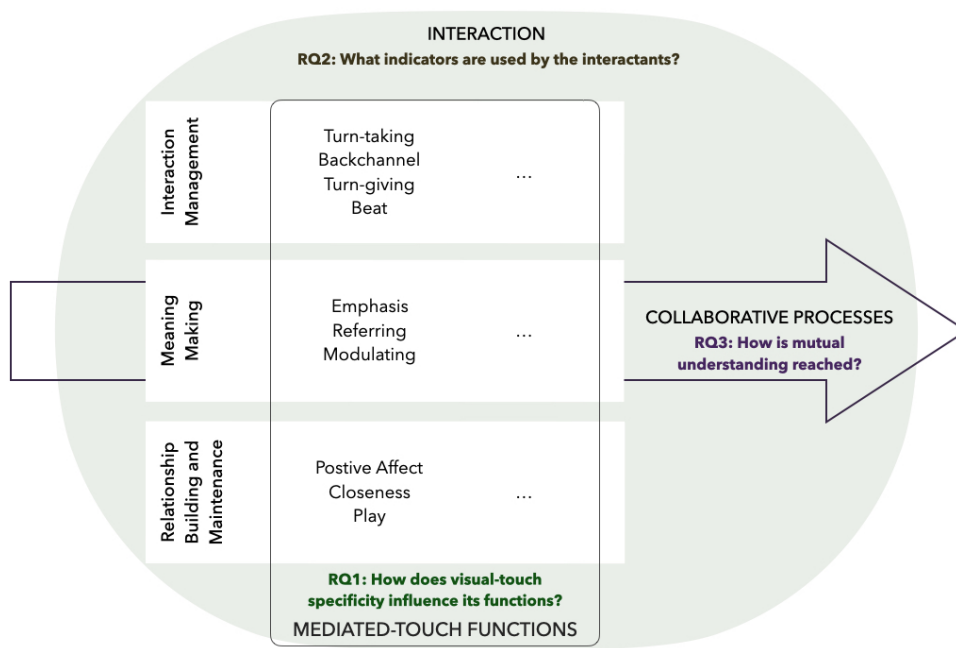 INTERACTION
RQ2: What indicators are used by the interactants?
Interaction
Management
Turn-taking
Backchannel
Turn-giving
Beat
...
Meaning
Making
Emphasis
Referring
Modulating
...
COLLABORATIVE PROCESSES
RQ3: How is mutual
understanding reached?
Relationship
Building and
Maintenance
Postive Affect
Closeness
Play
...
RQ1: How does visual-touch
specificity influence its functions?
MEDIATED-TOUCH FUNCTIONS